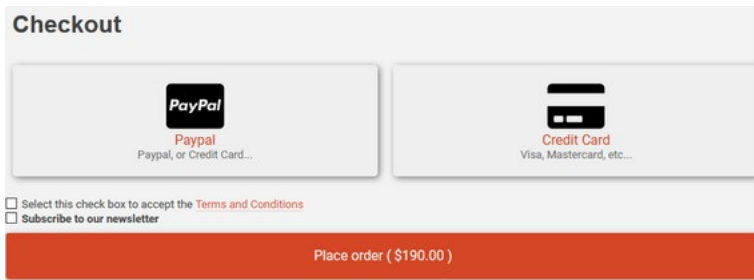 Checkout
PayPal
Paypal
Paypal, or Credit Card...
Credit Card
Visa, Mastercard, etc...
Select this check box to accept the Terms and Conditions
Subscribe to our newsletter
Place order ( $190.00 )